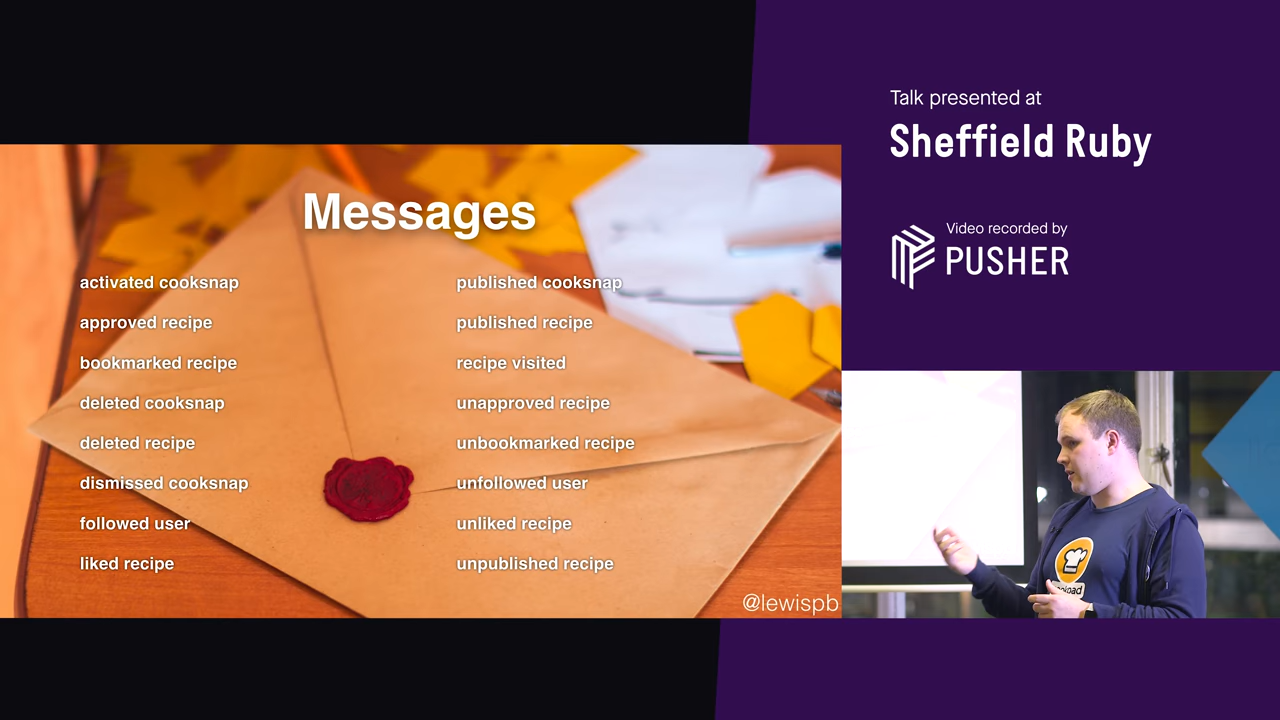 Messages
activated cooksnap
approved recipe
bookmarked recipe
deleted cooksnap
deleted recipe
dismissed cooksnap
followed user
liked recipe
published cooksnap
published recipe
recipe visited
unapproved recipe
unbookmarked recipe
unfollowed user
unliked recipe
unpublished recipe
@lewispb
Talk presented at
Sheffield Ruby
Video recorded by
PUSHER